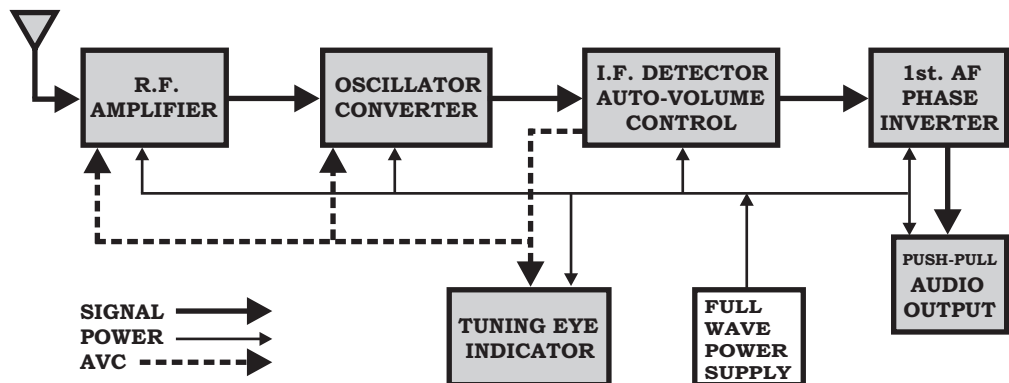 R.F.
AMPLIFIER
OSCILLATOR
CONVERTER
I.F. DETECTOR
AUTO-VOLUME
CONTROL
1st. AF
PHASE
INVERTER
PUSH-PULL
AUDIO
OUTPUT
SIGNAL
POWER
AVC
TUNING EYE
INDICATOR
FULL
WAVE
POWER
SUPPLY